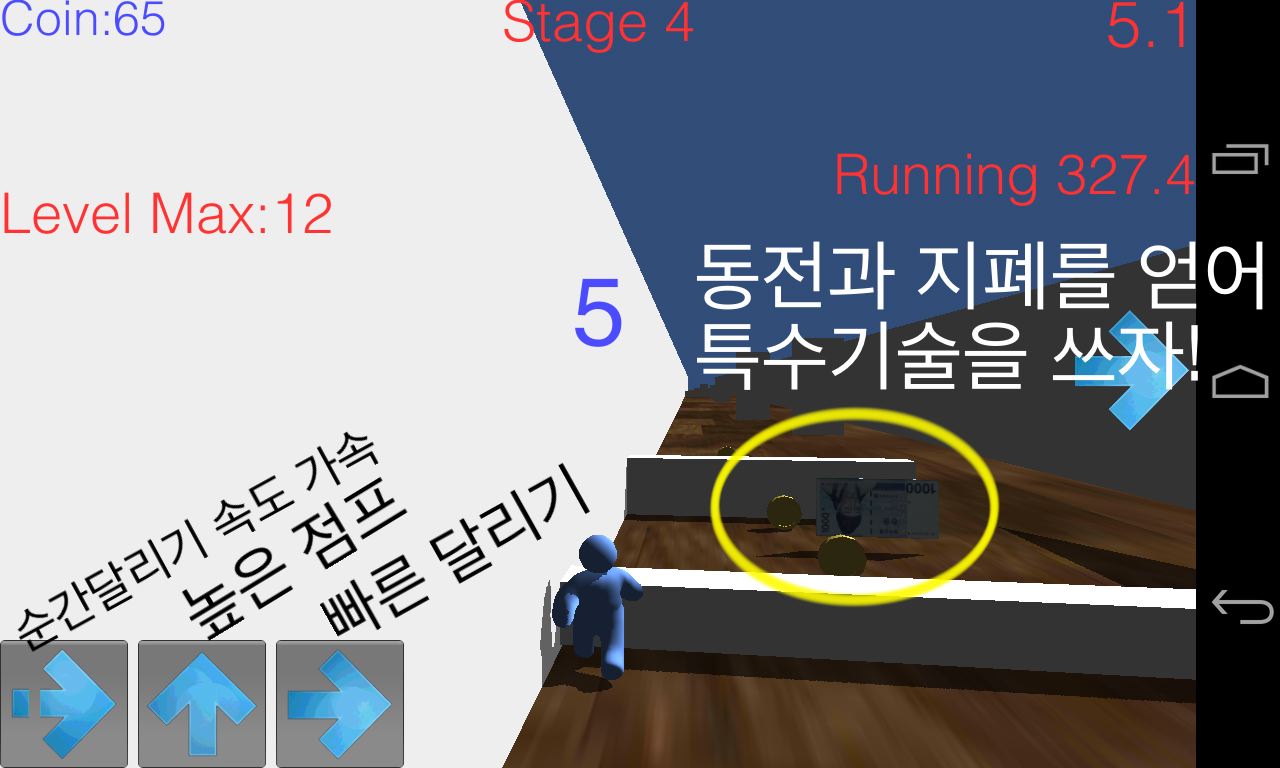 Coin:65
Stage 4
5.1
Running 327.4
Level Max:12
동전과 지폐를 얻어
특수기술을 쓰자!
5
순간달리기 속도 가속
높은 점프
빠른 달리기
1000
1000